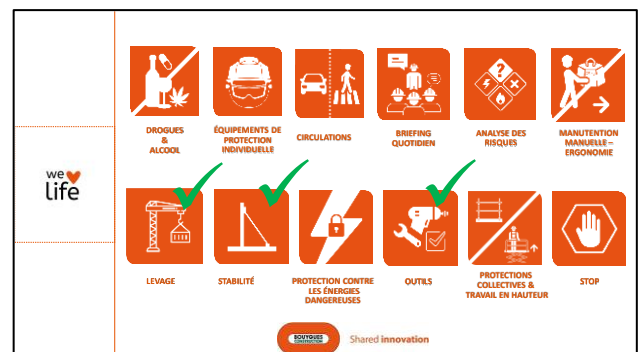 we
life
DROGUES
&
ALCOOL
ÉQUIPEMENTS DE
PROTECTION
INDIVIDUELLE
CIRCULATIONS
BRIEFING
QUOTIDIEN
ANALYSE DES
RISQUES
MANUTENTION
MANUELLE –
ERGONOMIE
?
LEVAGE
STABILITÉ
PROTECTION CONTRE
LES ÉNERGIES
DANGEREUSES
OUTILS
PROTECTIONS
COLLECTIVES &
TRAVAIL EN HAUTEUR
STOP
BOUYGUES
CONSTRUCTION
Shared innovation